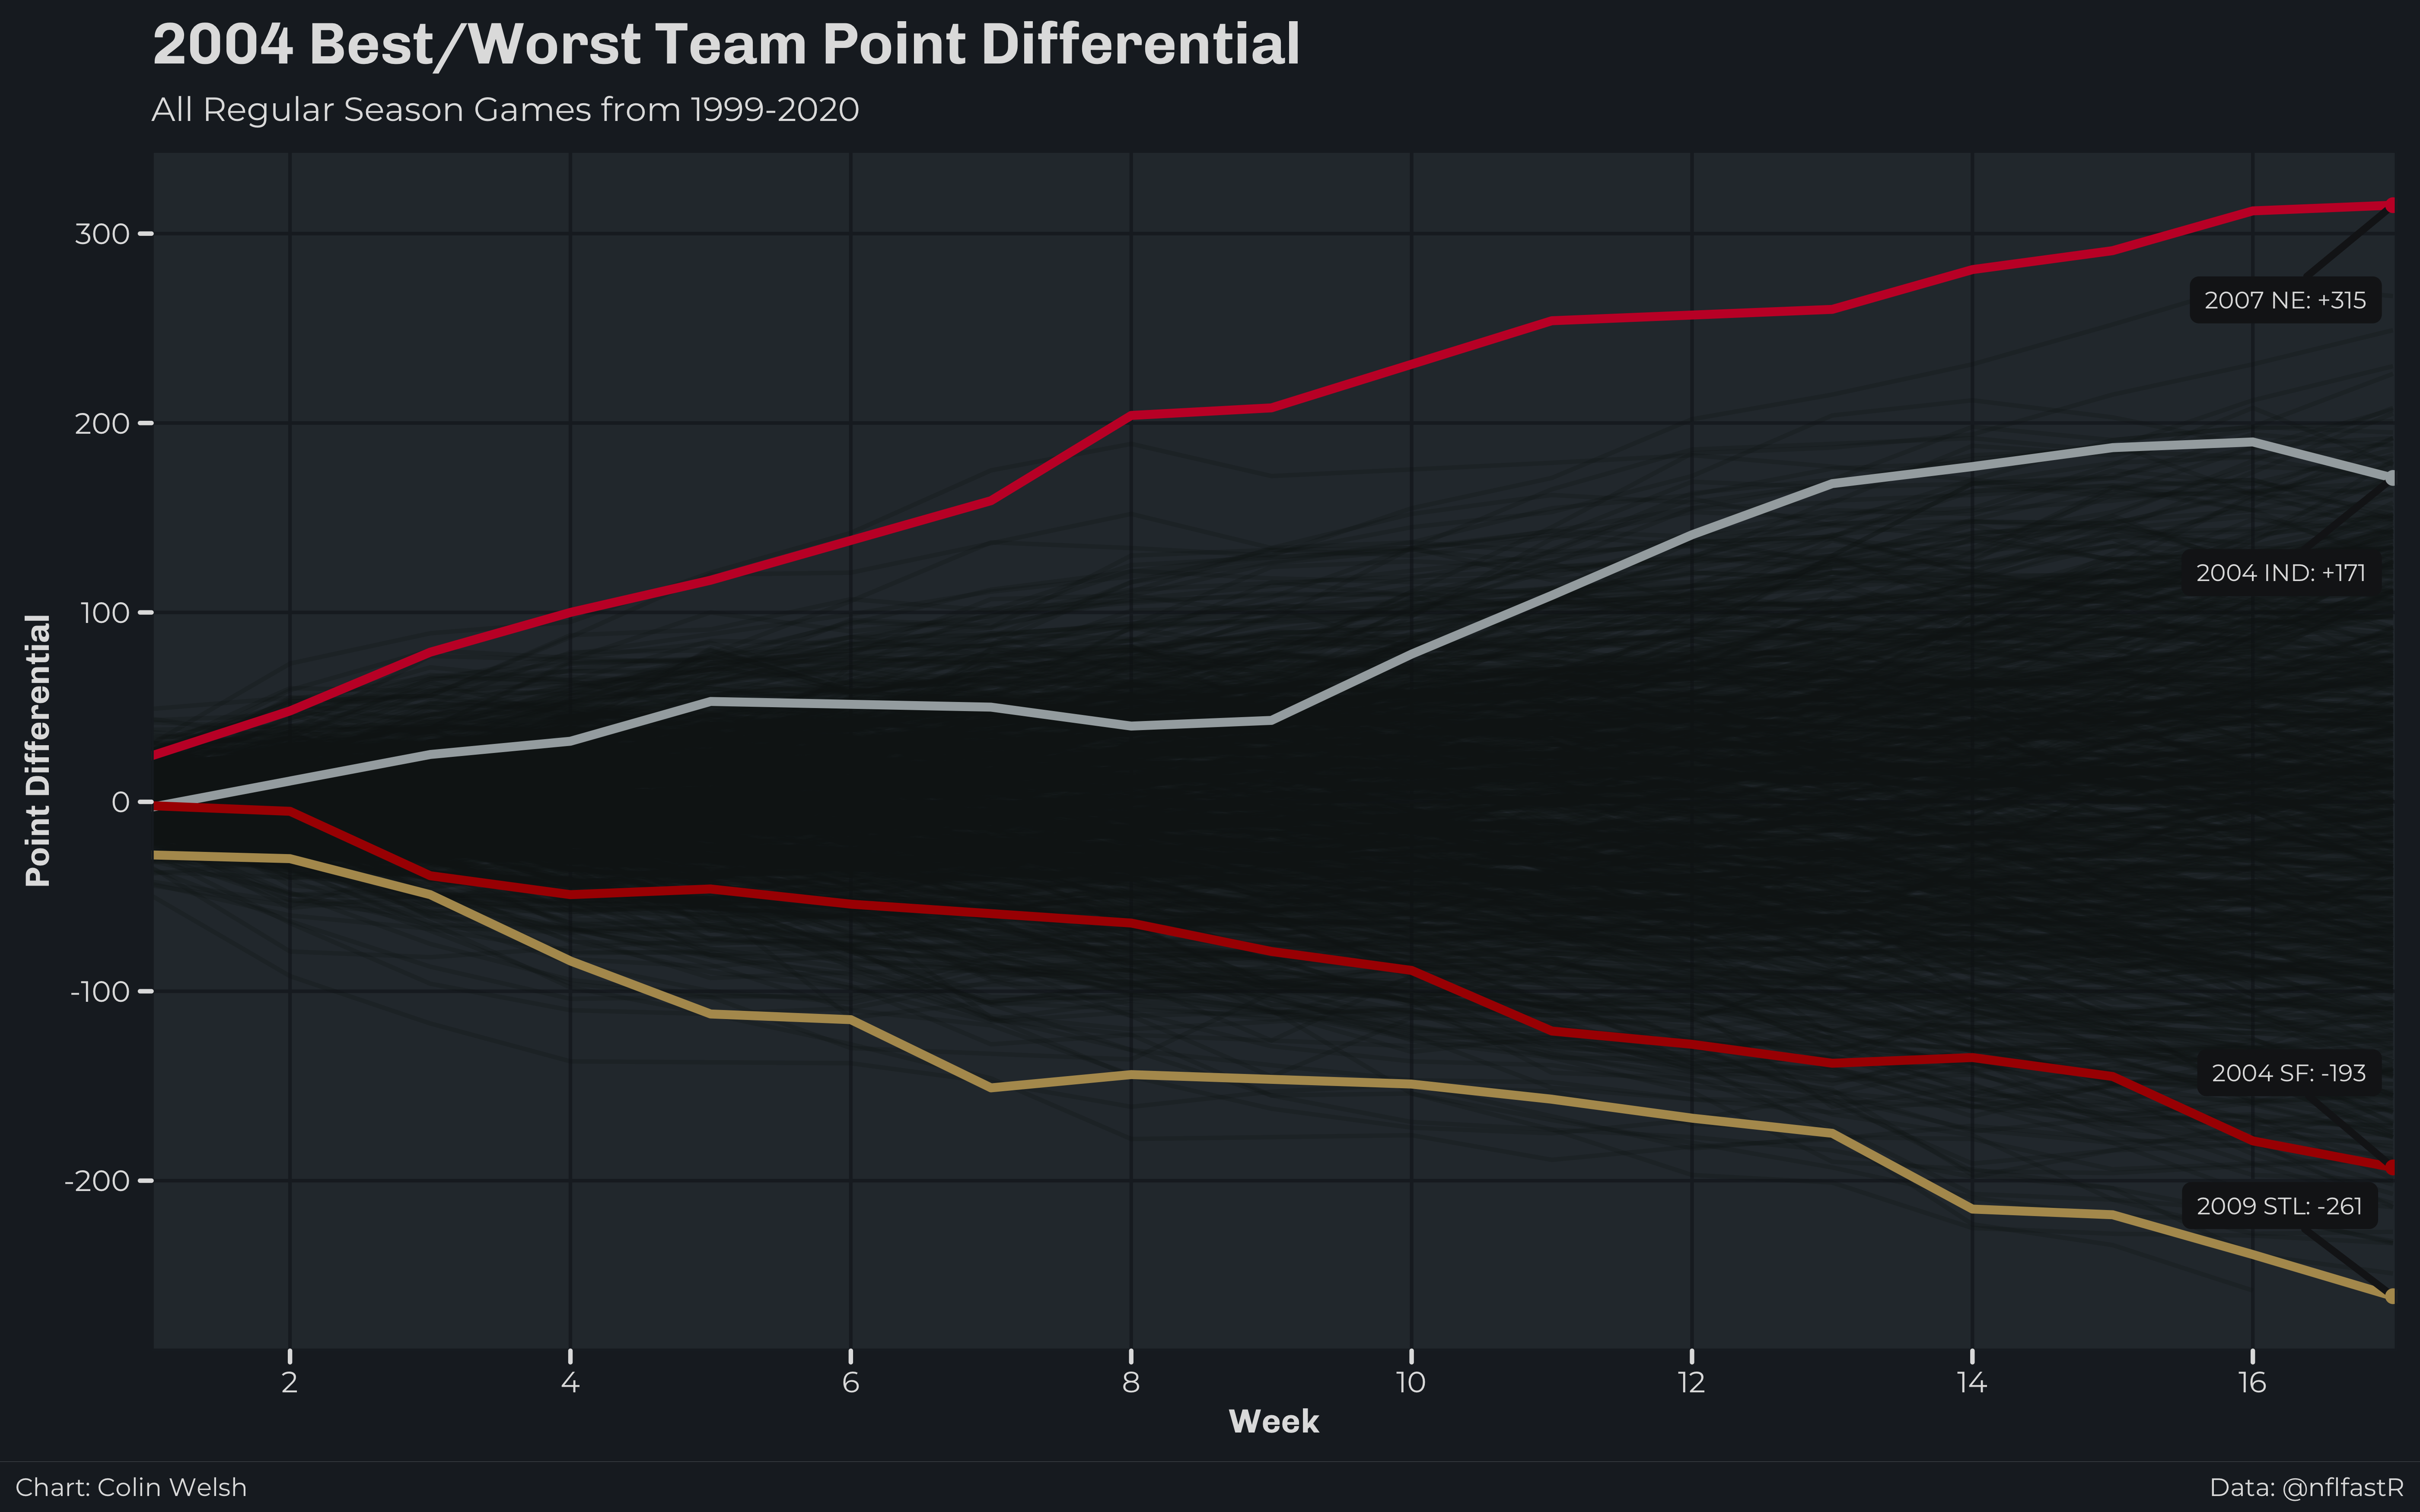 2004 Best/Worst Team Point Differential
All Regular Season Games from 1999-2020
Point Differential
300
200
100
0
-100
-200
2007 NE: +315
2004 IND: +171
2004 SF: -193
2009 STL: -261
2
4
6
8
10
12
14
16
Week
Chart: Colin Welsh
Data: @nflfastR